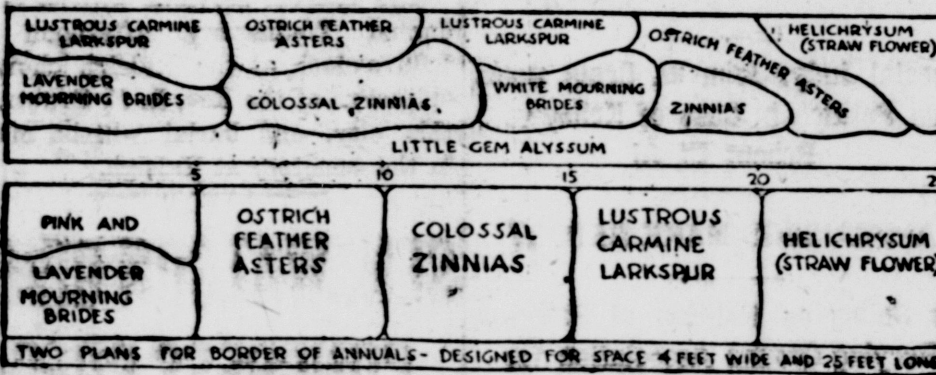 LUSTROUS CARMINE
LARKSPUR
OSTRICH FEATHER
ASTERS
LUSTROUS CARMINE
LARKSPUR
OSTRICH FEATHER ASTERS
HELICHRYSUM
(STRAW FLOWER)
LAVENDER
MOURNING BRIDES
COLOSSAL ZINNIAS.
WHITE MOURNING
BRIDES
ZINNIAS
LITTLE GEM ALYSSUM
5 10 15 20
PINK AND
LAVENDER
MOURNING
BRIDES
OSTRICH
FEATHER
ASTERS
COLOSSAL
ZINNIAS
LUSTROUS
CARMINE
LARKSPUR
HELICHRYSUM
(STRAW FLOWER)
TWO PLANS FOR BORDER OF ANNUALS - DESIGNED FOR SPACE 4 FEET WIDE AND 25 FEET LONG